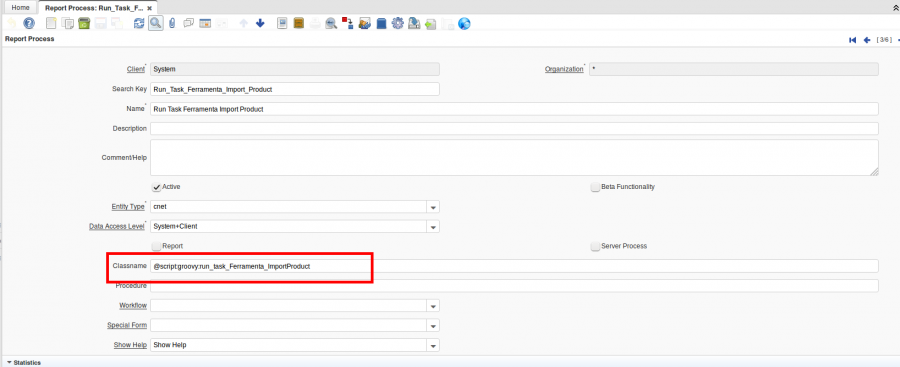 Home Report Process: Run_Task_F...
Report Process [ 3/6 ]
Client* System Organization* *
Search Key Run_Task_Ferramenta_Import_Product
Name* Run Task Ferramenta Import Product
Description
Comment/Help
Active Beta Functionality
Entity Type* cnet
Data Access Level* System+Client
Report Server Process
Classname @script:groovy:run_task_Ferramenta_ImportProduct
Procedure
Workflow
Special Form
Show Help Show Help
Statistics